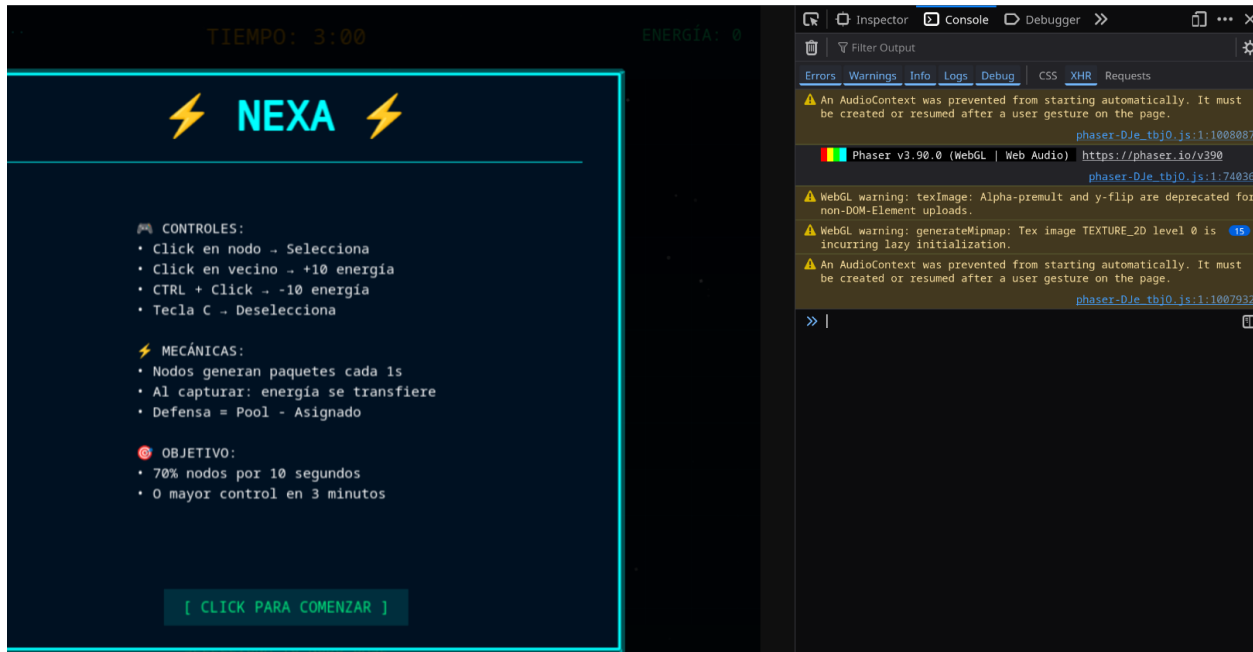 TIEMPO: 3:00
ENERGÍA: 0
⚡ NEXA ⚡
🎮 CONTROLES:
• Click en nodo → Selecciona
• Click en vecino → +10 energía
• CTRL + Click → -10 energía
• Tecla C → Deselecciona
⚡ MECÁNICAS:
• Nodos generan paquetes cada 1s
• Al capturar: energía se transfiere
• Defensa = Pool - Asignado
🎯 OBJETIVO:
• 70% nodos por 10 segundos
• O mayor control en 3 minutos
[ CLICK PARA COMENZAR ]
Inspector Console Debugger
Filter Output
Errors Warnings Info Logs Debug CSS XHR Requests
An AudioContext was prevented from starting automatically. It must
be created or resumed after a user gesture on the page.
phaser-DJe_tbjO.js:1:1008087
Phaser v3.90.0 (WebGL | Web Audio) https://phaser.io/v390
phaser-DJe_tbjO.js:1:74036
WebGL warning: texImage: Alpha-premult and y-flip are deprecated for
non-DOM-Element uploads.
WebGL warning: generateMipmap: Tex image TEXTURE_2D level 0 is 15
incurring lazy initialization.
An AudioContext was prevented from starting automatically. It must
be created or resumed after a user gesture on the page.
phaser-DJe_tbjO.js:1:1007932